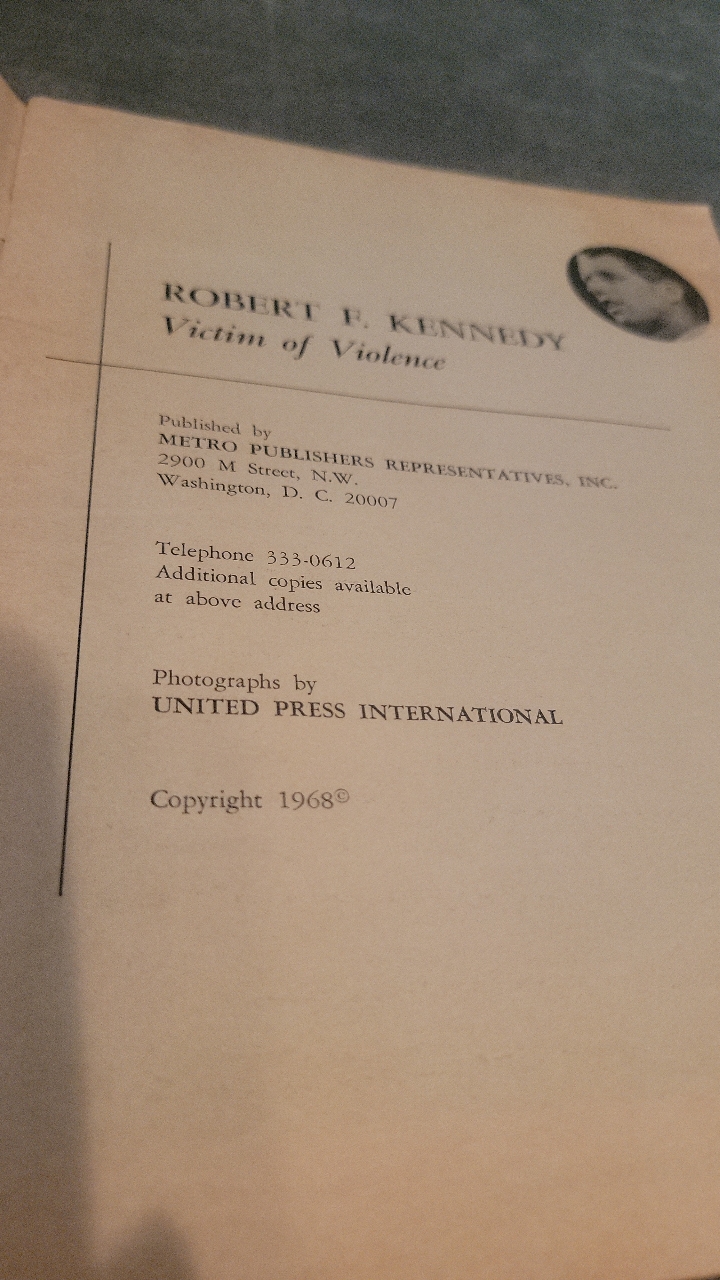 ROBERT F. KENNEDY
Victim of Violence
Published by
METRO PUBLISHERS REPRESENTATIVES, INC.
2900 M Street, N.W.
Washington, D. C. 20007
Telephone 333-0612
Additional copies available
at above address
Photographs by
UNITED PRESS INTERNATIONAL
Copyright 1968©